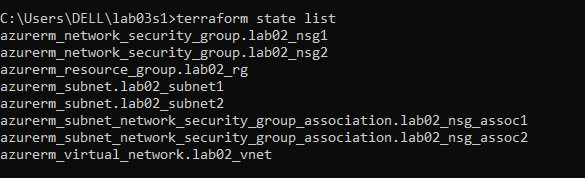 C:\Users\DELL\lab03s1>terraform state list
azurerm_network_security_group.lab02_nsg1
azurerm_network_security_group.lab02_nsg2
azurerm_resource_group.lab02_rg
azurerm_subnet.lab02_subnet1
azurerm_subnet.lab02_subnet2
azurerm_subnet_network_security_group_association.lab02_nsg_assoc1
azurerm_subnet_network_security_group_association.lab02_nsg_assoc2
azurerm_virtual_network.lab02_vnet